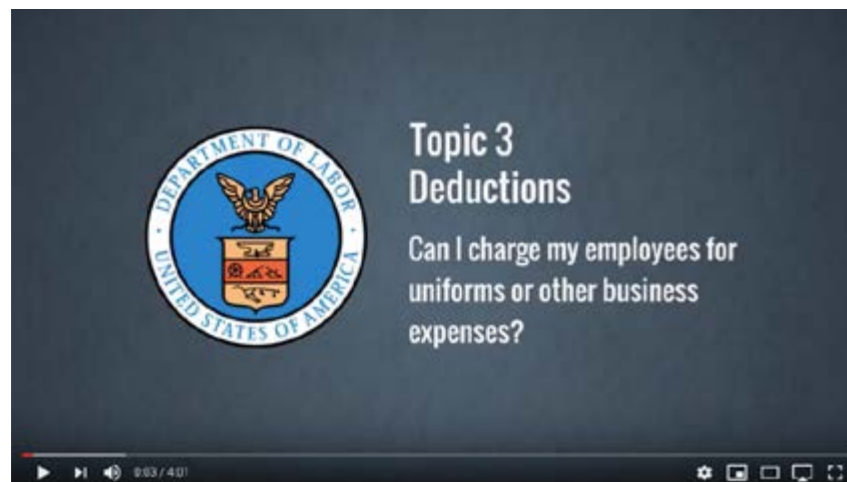 DEPARTMENT OF LABOR
UNITED STATES OF AMERICA
Topic 3
Deductions
Can I charge my employees for
uniforms or other business
expenses?
0:03 / 4:01